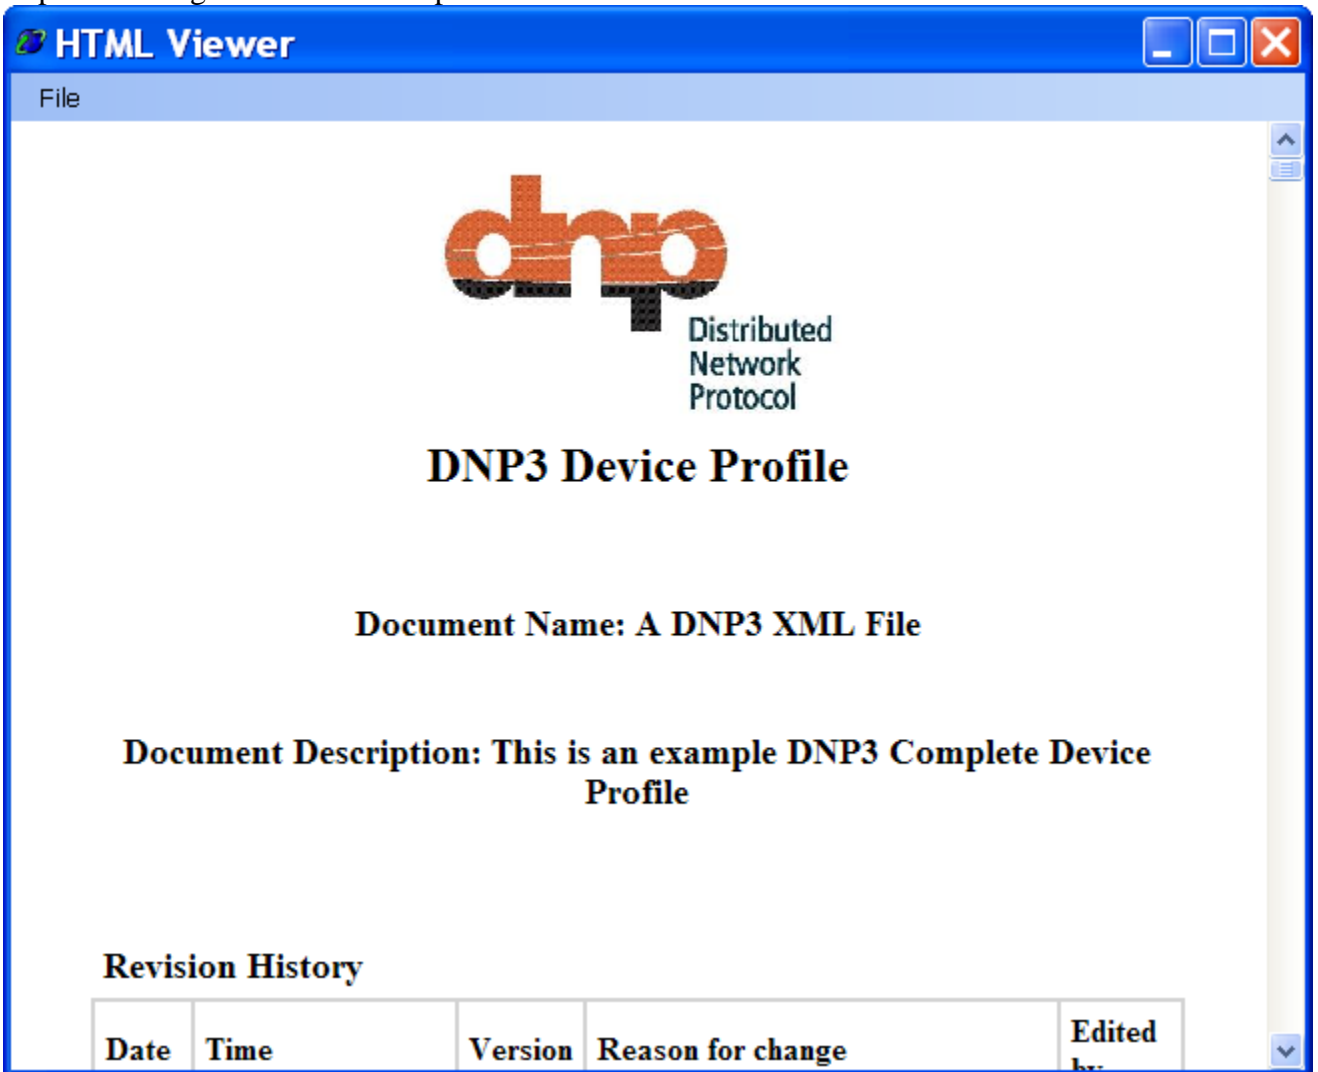 HTML Viewer
File
dnp
Distributed
Network
Protocol
DNP3 Device Profile
Document Name: A DNP3 XML File
Document Description: This is an example DNP3 Complete Device
Profile
Revision History
Date Time Version Reason for change Edited
by